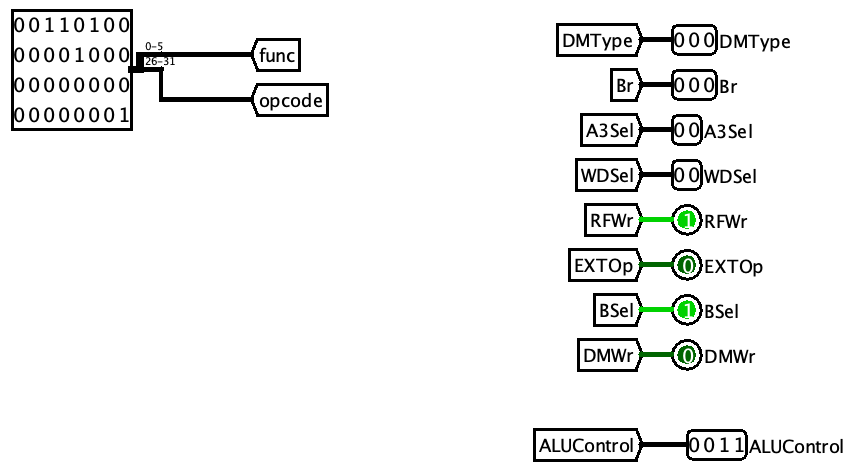 00110100
00001000
00000000
00000001
0-5
26-31
func
opcode
DMType 000 DMType
Br 000 Br
A3Sel 00 A3Sel
WDSel 00 WDSel
RFWr 1 RFWr
EXTOp 0 EXTOp
BSel 1 BSel
DMWr 0 DMWr
ALUControl 0011 ALUControl